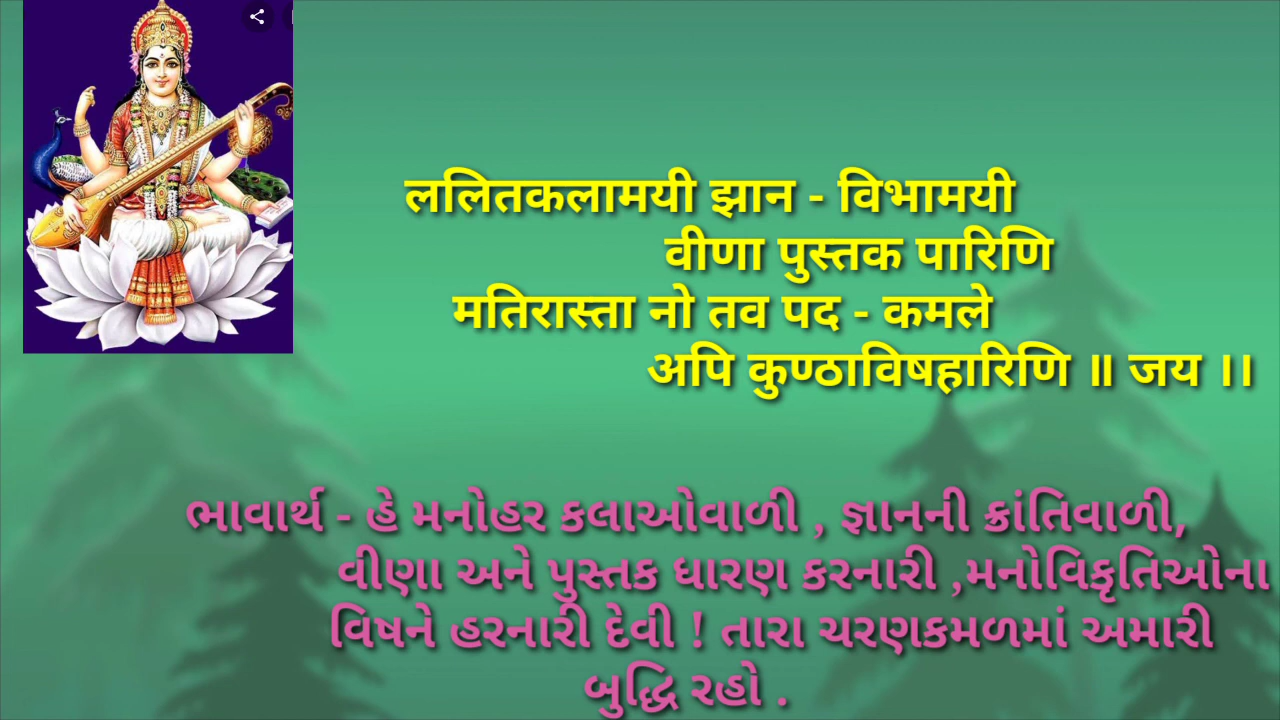 ललितकलामयी झान - विभामयी
वीणा पुस्तक पारिणि
मतिरास्ता नो तव पद - कमले
अपि कुण्ठाविषहारिणि ॥ जय ।।
ભાવાર્થ - હે મનોહર કલાઓવાળી , જ્ઞાનની ક્રાંતિવાળી,
વીણા અને પુસ્તક ધારણ કરનારી ,મનોવિકૃતિઓના
વિષને હરનારી દેવી ! તારા ચરણકમળમાં અમારી
બુદ્ધિ રહો .